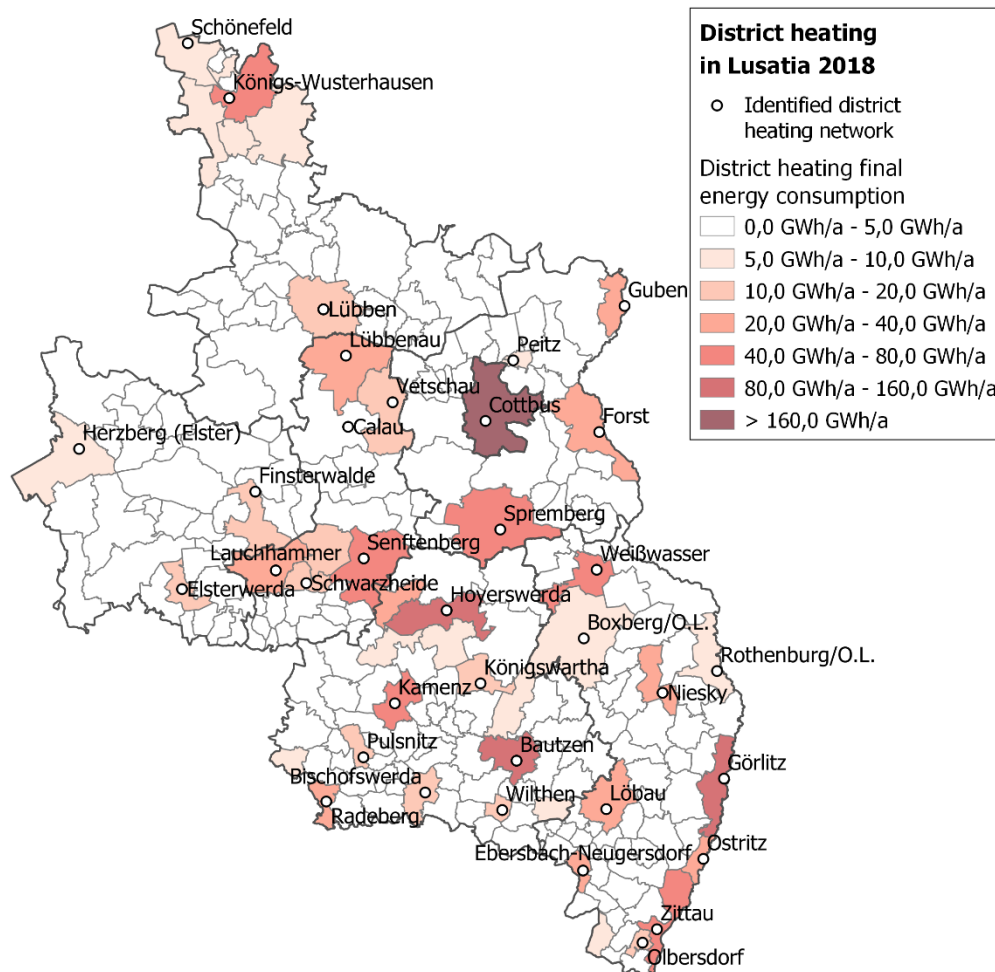 Schönefeld
Königs-Wusterhausen
District heating
in Lusatia 2018
Identified district
heating network
District heating final
energy consumption
0,0 GWh/a - 5,0 GWh/a
5,0 GWh/a - 10,0 GWh/a
10,0 GWh/a - 20,0 GWh/a
20,0 GWh/a - 40,0 GWh/a
40,0 GWh/a - 80,0 GWh/a
80,0 GWh/a - 160,0 GWh/a
> 160,0 GWh/a
Guben
Lübben
Lübbenau
Peitz
Vetschau
Cottbus
Calau
Forst
Herzberg (Elster)
Finsterwalde
Spremberg
Lauchhammer
Senftenberg
Weißwasser
Elsterwerda
Schwarzheide
Hoyerswerda
Boxberg/O.L.
Rothenburg/O.L.
Königswartha
Kamenz
Niesky
Pulsnitz
Bautzen
Görlitz
Bischofswerda
Wilthen
Löbau
Radeberg
Ostritz
Ebersbach-Neugersdorf
Zittau
Olbersdorf